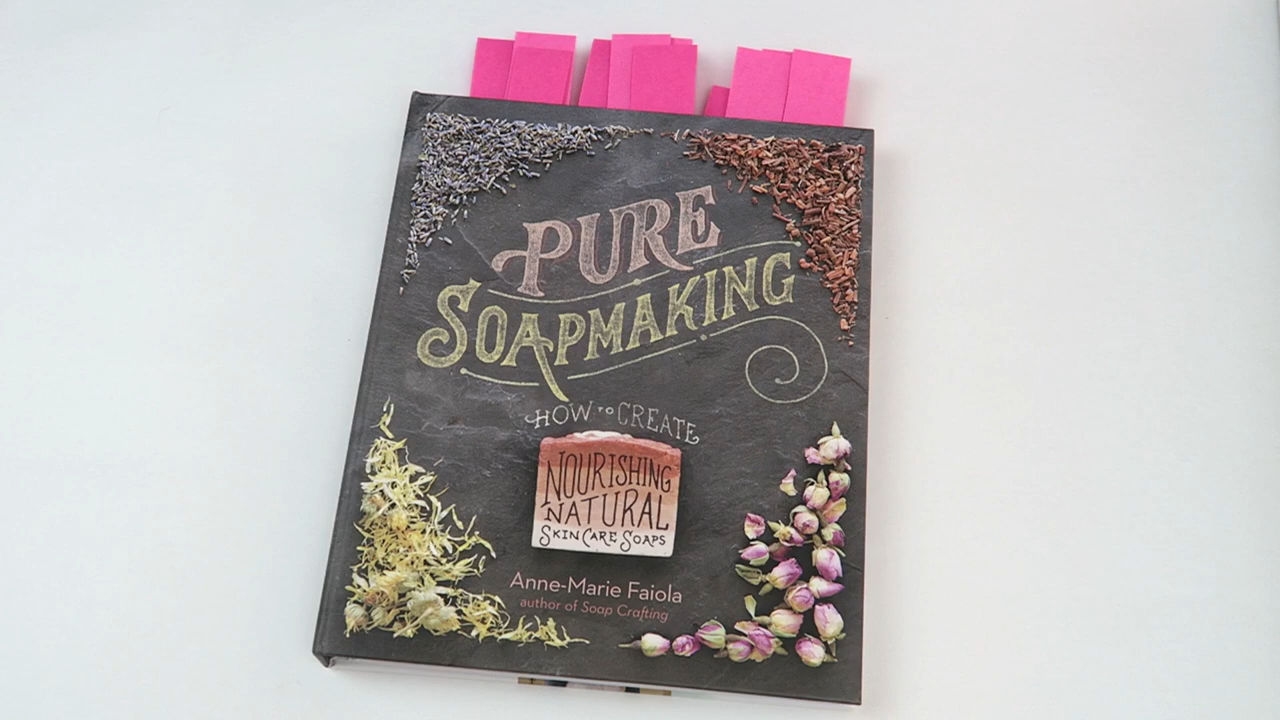 PURE
SOAPMAKING
HOW TO CREATE
NOURISHING
NATURAL
SKIN CARE SOAPS
Anne-Marie Faiola
author of Soap Crafting